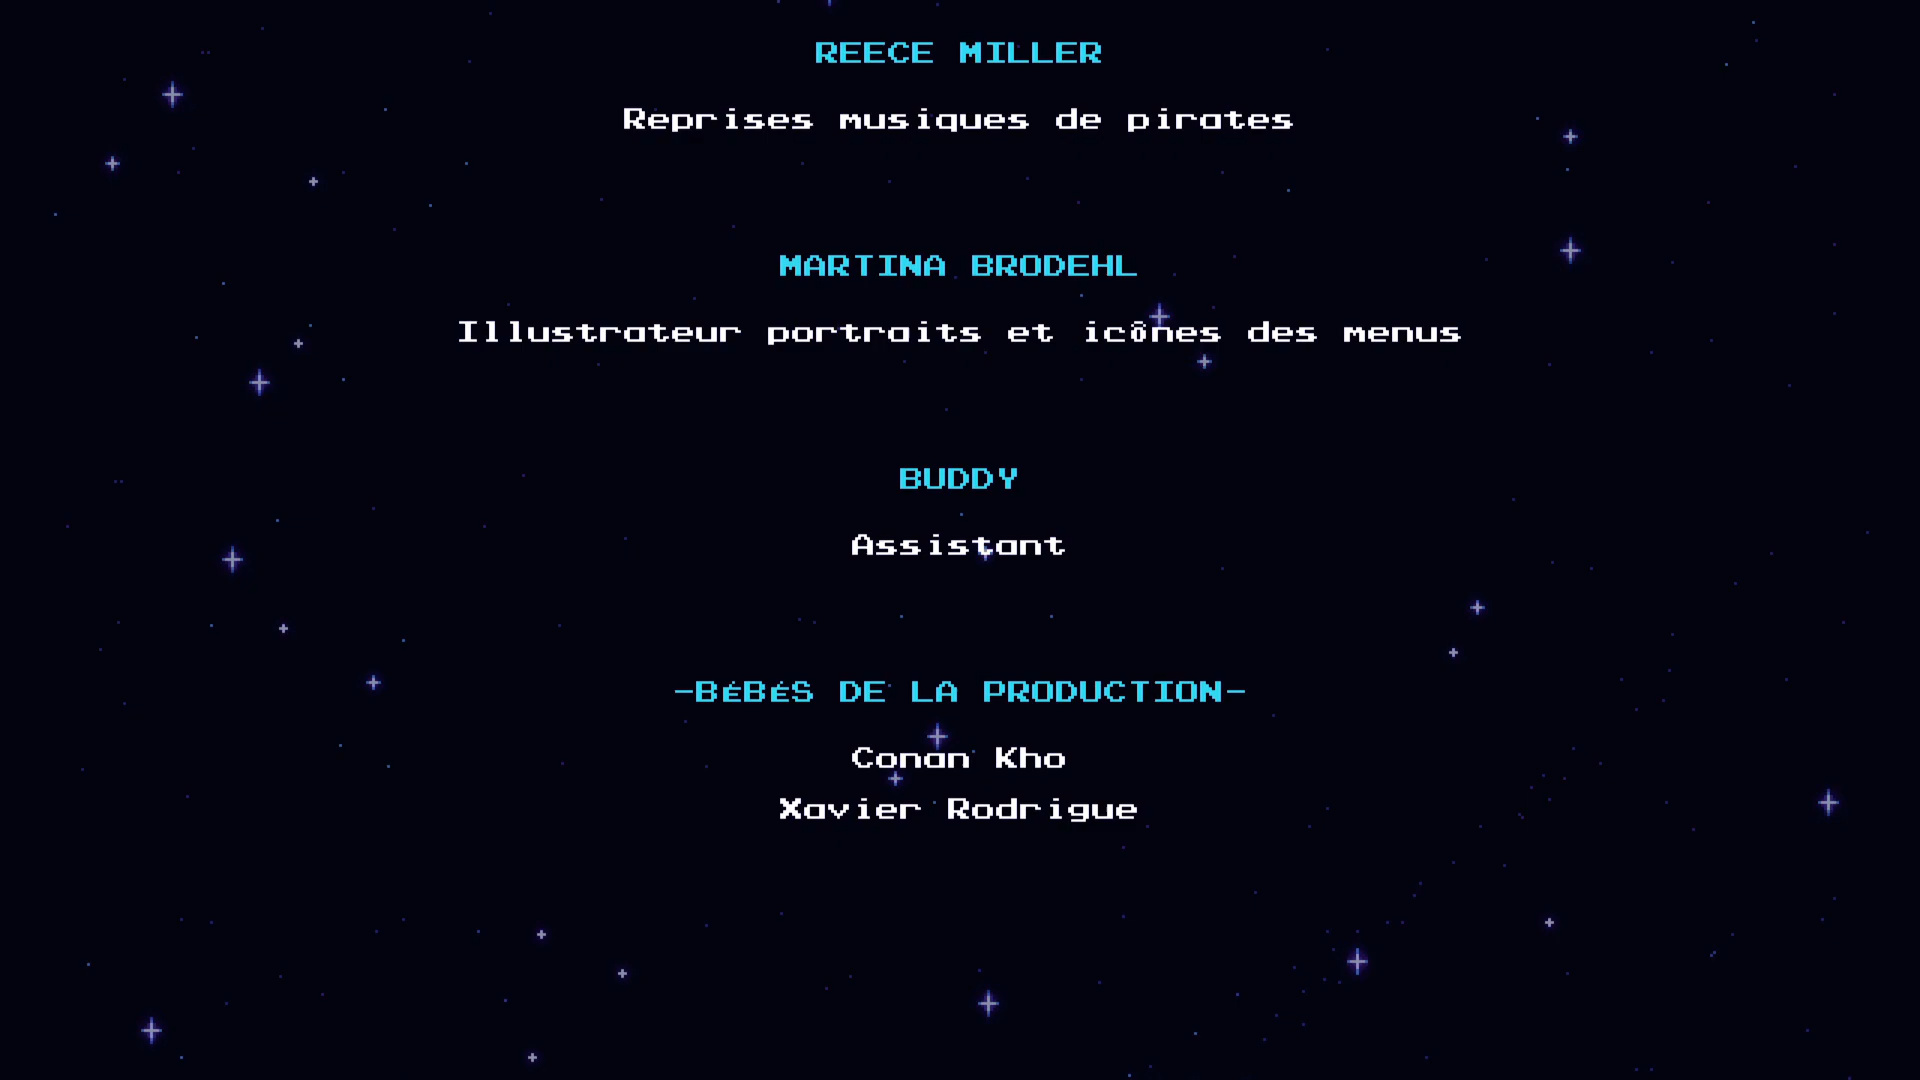 REECE MILLER
Reprises musiques de pirates
MARTINA BRODEHL
Illustrateur portraits et icônes des menus
BUDDY
Assistant
-BéBéS DE LA PRODUCTION-
Conan Kho
Xavier Rodrigue